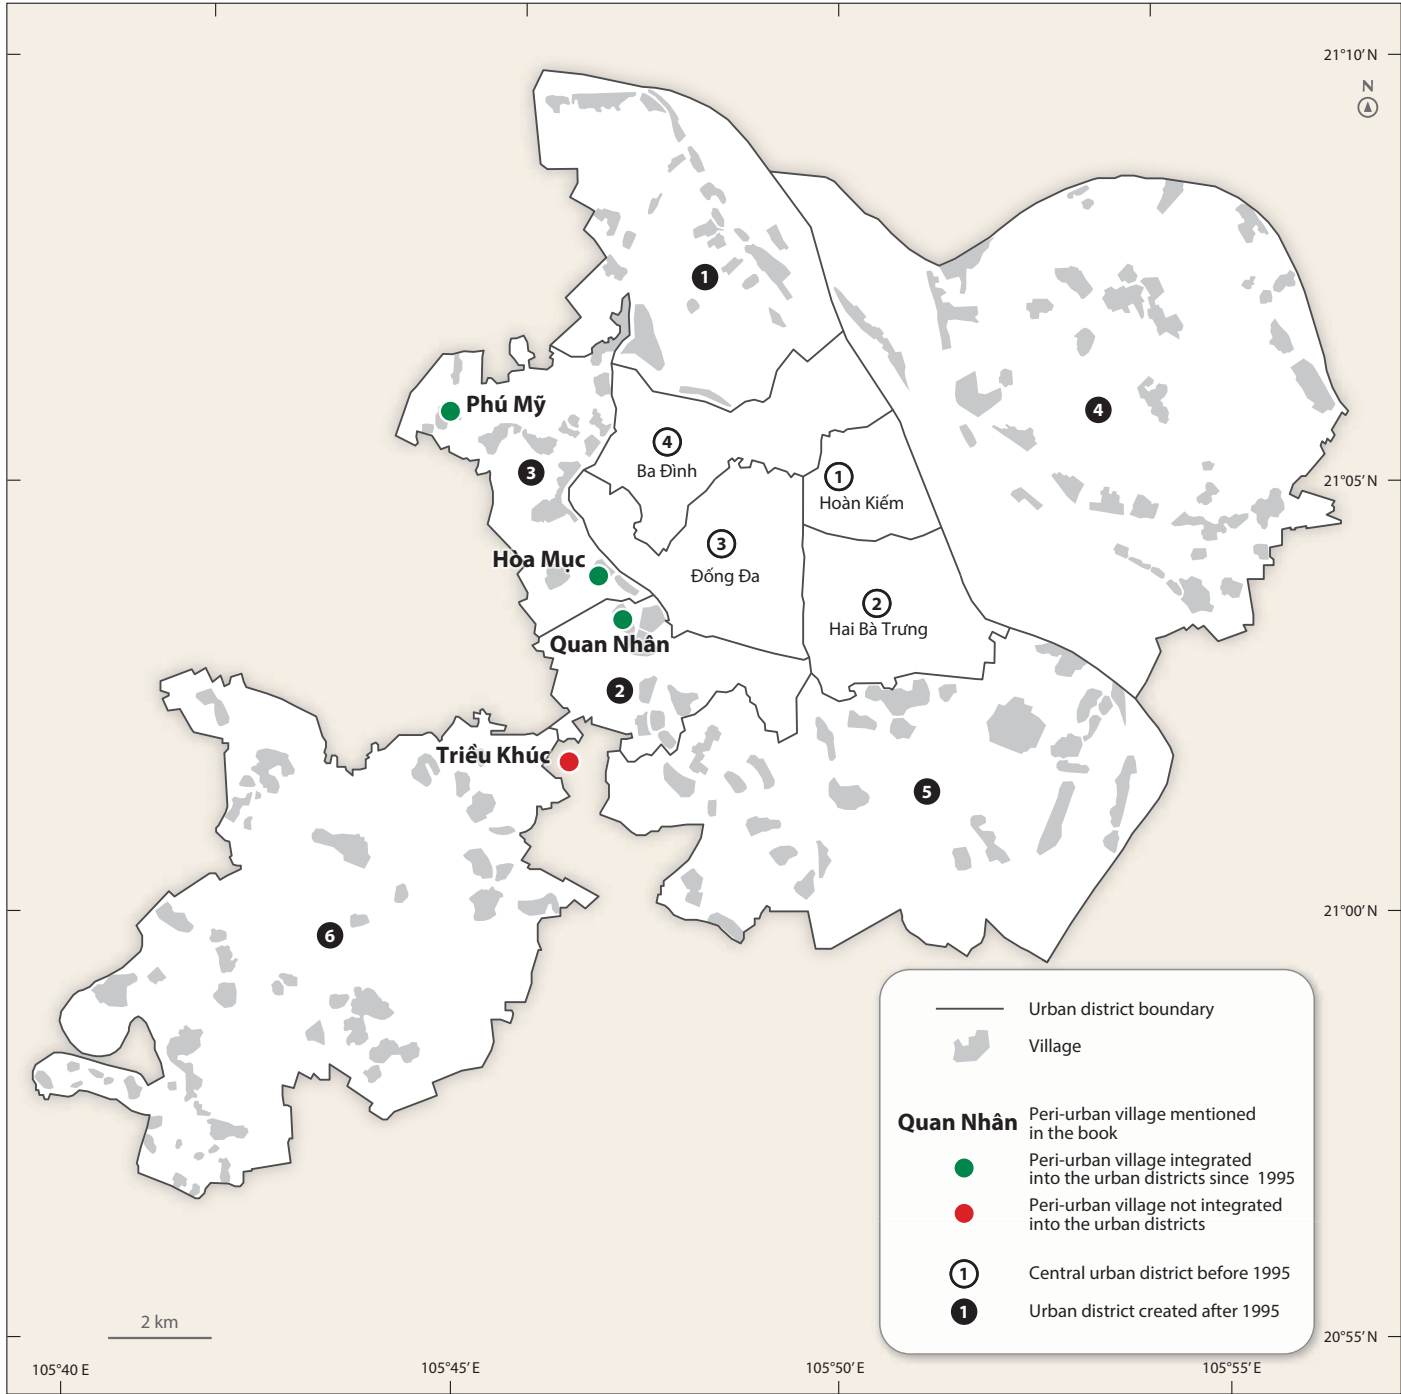 21°10′ N
N
1
Phú Mỹ
4
4
Ba Đình
3
1
Hoàn Kiếm
21°05′ N
3
Đống Đa
Hòa Mục
2
Hai Bà Trưng
Quan Nhân
2
Triều Khúc
5
21°00′ N
6
Urban district boundary
Village
Quan Nhân
Peri-urban village mentioned
in the book
Peri-urban village integrated
into the urban districts since 1995
Peri-urban village not integrated
into the urban districts
1
Central urban district before 1995
1
Urban district created after 1995
2 km
20°55′ N
105°40 E
105°45′ E
105°50′ E
105°55′ E